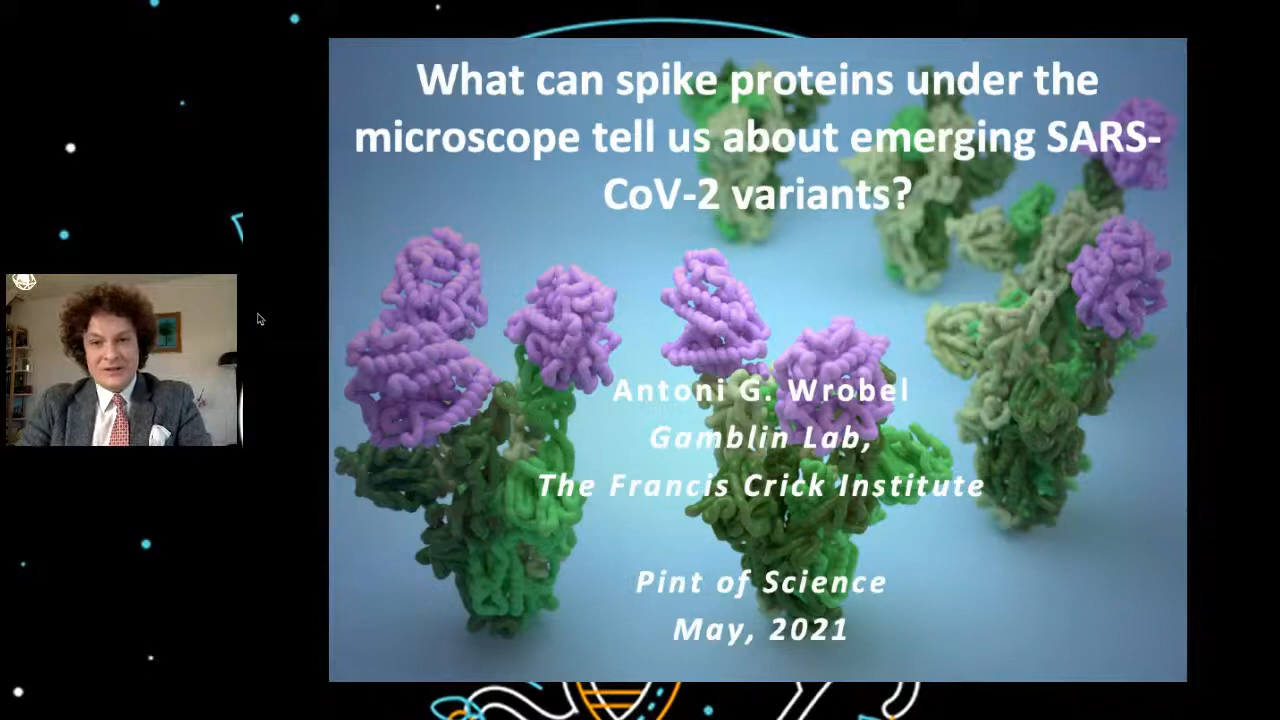 What can spike proteins under the
microscope tell us about emerging SARS-
CoV-2 variants?
Antoni G. Wrobel
Gamblin Lab,
The Francis Crick Institute
Pint of Science
May, 2021